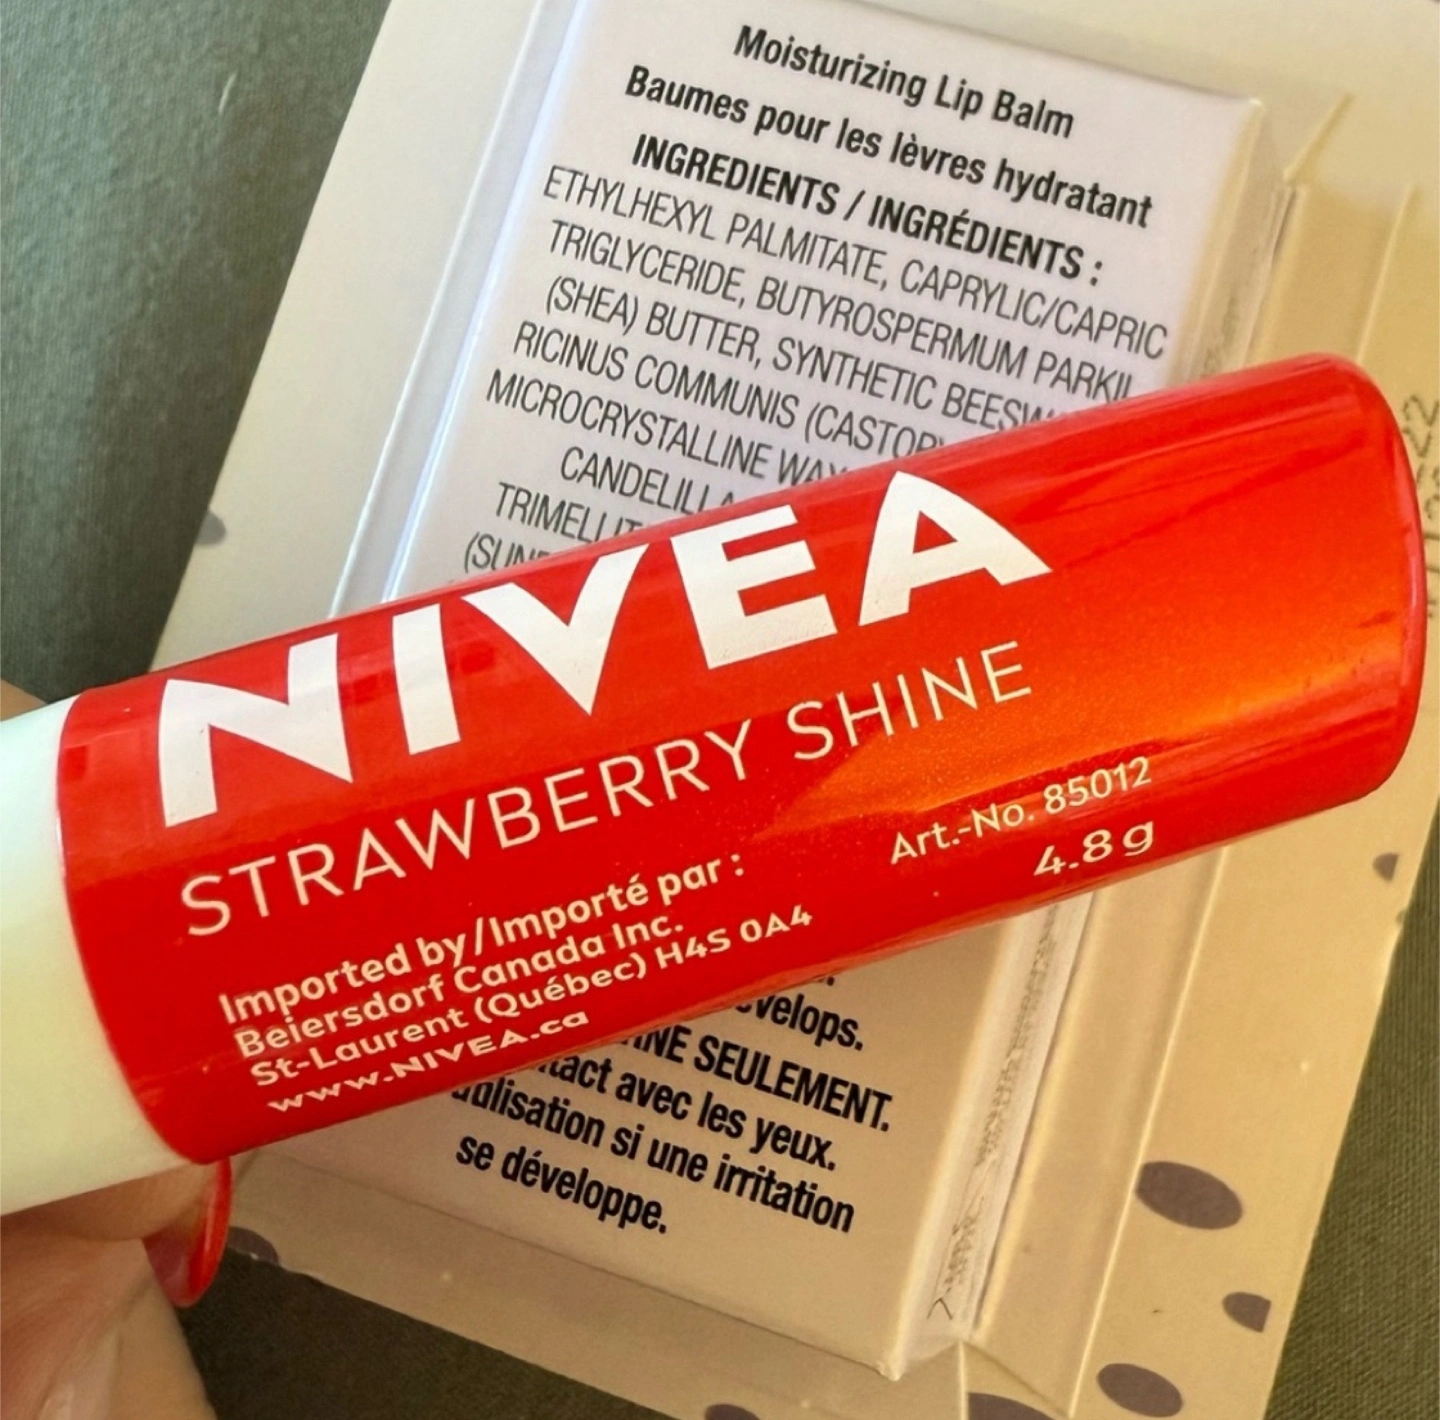 Moisturizing Lip Balm
Baumes pour les lèvres hydratant
INGREDIENTS / INGRÉDIENTS :
ETHYLHEXYL PALMITATE, CAPRYLIC/CAPRIC
TRIGLYCERIDE, BUTYROSPERMUM PARKII
(SHEA) BUTTER, SYNTHETIC
RICINUS COMMUNIS
MICROCRYSTALLINE
NIVEA
STRAWBERRY SHINE
Imported by/Importé par :
Beiersdorf Canada Inc.
St-Laurent (Québec) H4S 0A4
www.NIVEA.ca
Art.-No. 85012
4.8 g
SEULEMENT.
avec les yeux.
si une irritation
se développe.